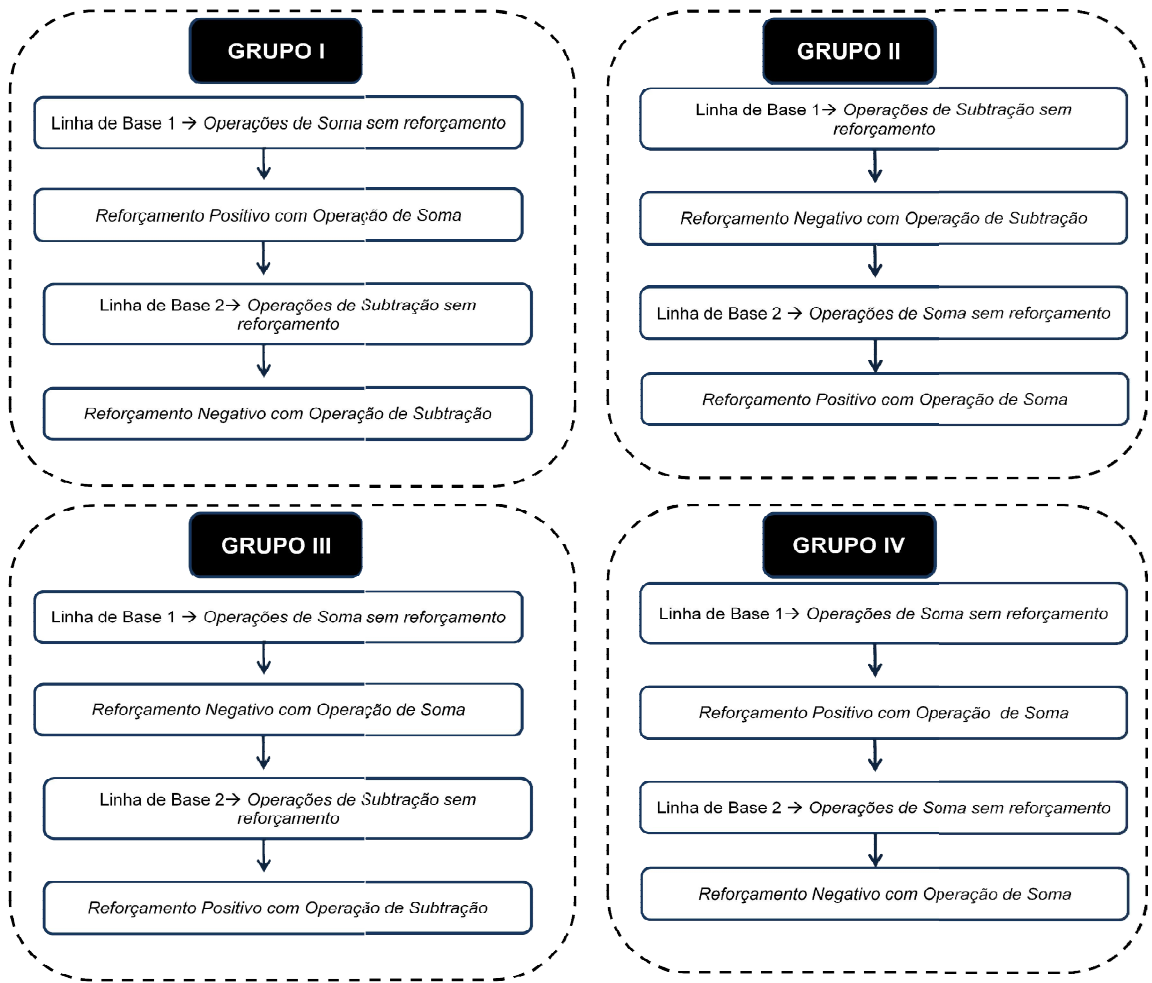 GRUPO I
Linha de Base 1 → Operações de Soma sem reforçamento
Reforçamento Positivo com Operação de Soma
Linha de Base 2→ Operações de Subtração sem
reforçamento
Reforçamento Negativo com Operação de Subtração
GRUPO II
Linha de Base 1→ Operações de Subtração sem
reforçamento
Reforçamento Negativo com Operação de Subtração
Linha de Base 2 → Operações de Soma sem reforçamento
Reforçamento Positivo com Operação de Soma
GRUPO III
Linha de Base 1 → Operações de Soma sem reforçamento
Reforçamento Negativo com Operação de Soma
Linha de Base 2→ Operações de Subtração sem
reforçamento
Reforçamento Positivo com Operação de Subtração
GRUPO IV
Linha de Base 1→ Operações de Soma sem reforçamento
Reforçamento Positivo com Operação de Soma
Linha de Base 2 → Operações de Soma sem reforçamento
Reforçamento Negativo com Operação de Soma